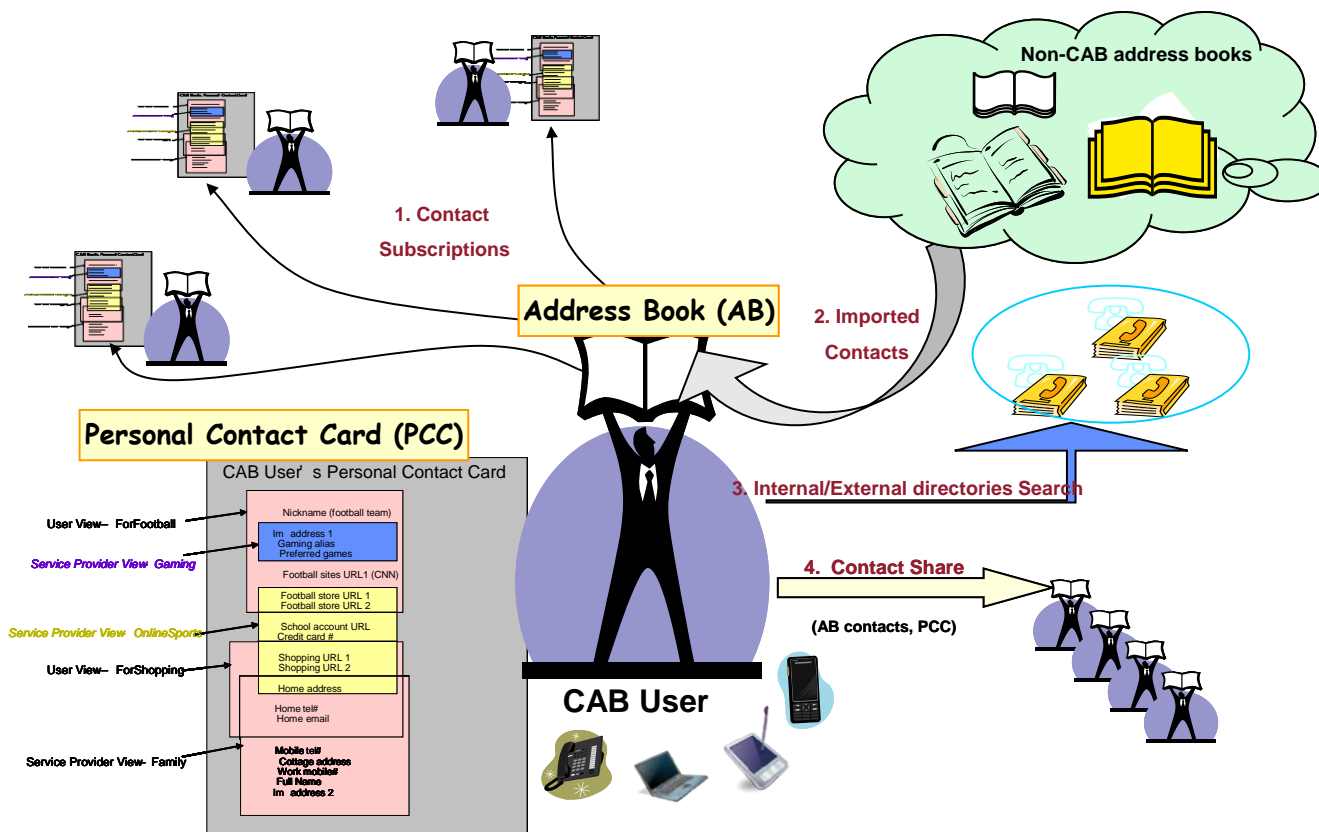 Non-CAB address books
1. Contact
Subscriptions
Address Book (AB)
2. Imported
Contacts
Personal Contact Card (PCC)
CAB User's Personal Contact Card
3. Internal/External directories Search
User View– ForFootball
Nickname (football team)
Im address 1
Gaming alias
Preferred games
Service Provider View Gaming
Football sites URL1 (CNN)
4. Contact Share
Football store URL 1
Football store URL 2
(AB contacts, PCC)
Service Provider View OnlineSports
School account URL
Credit card #
User View– ForShopping
Shopping URL 1
Shopping URL 2
Home address
CAB User
Home tel#
Home email
Service Provider View– Family
Mobile tel#
Cottage address
Work mobile#
Full Name
Im address 2